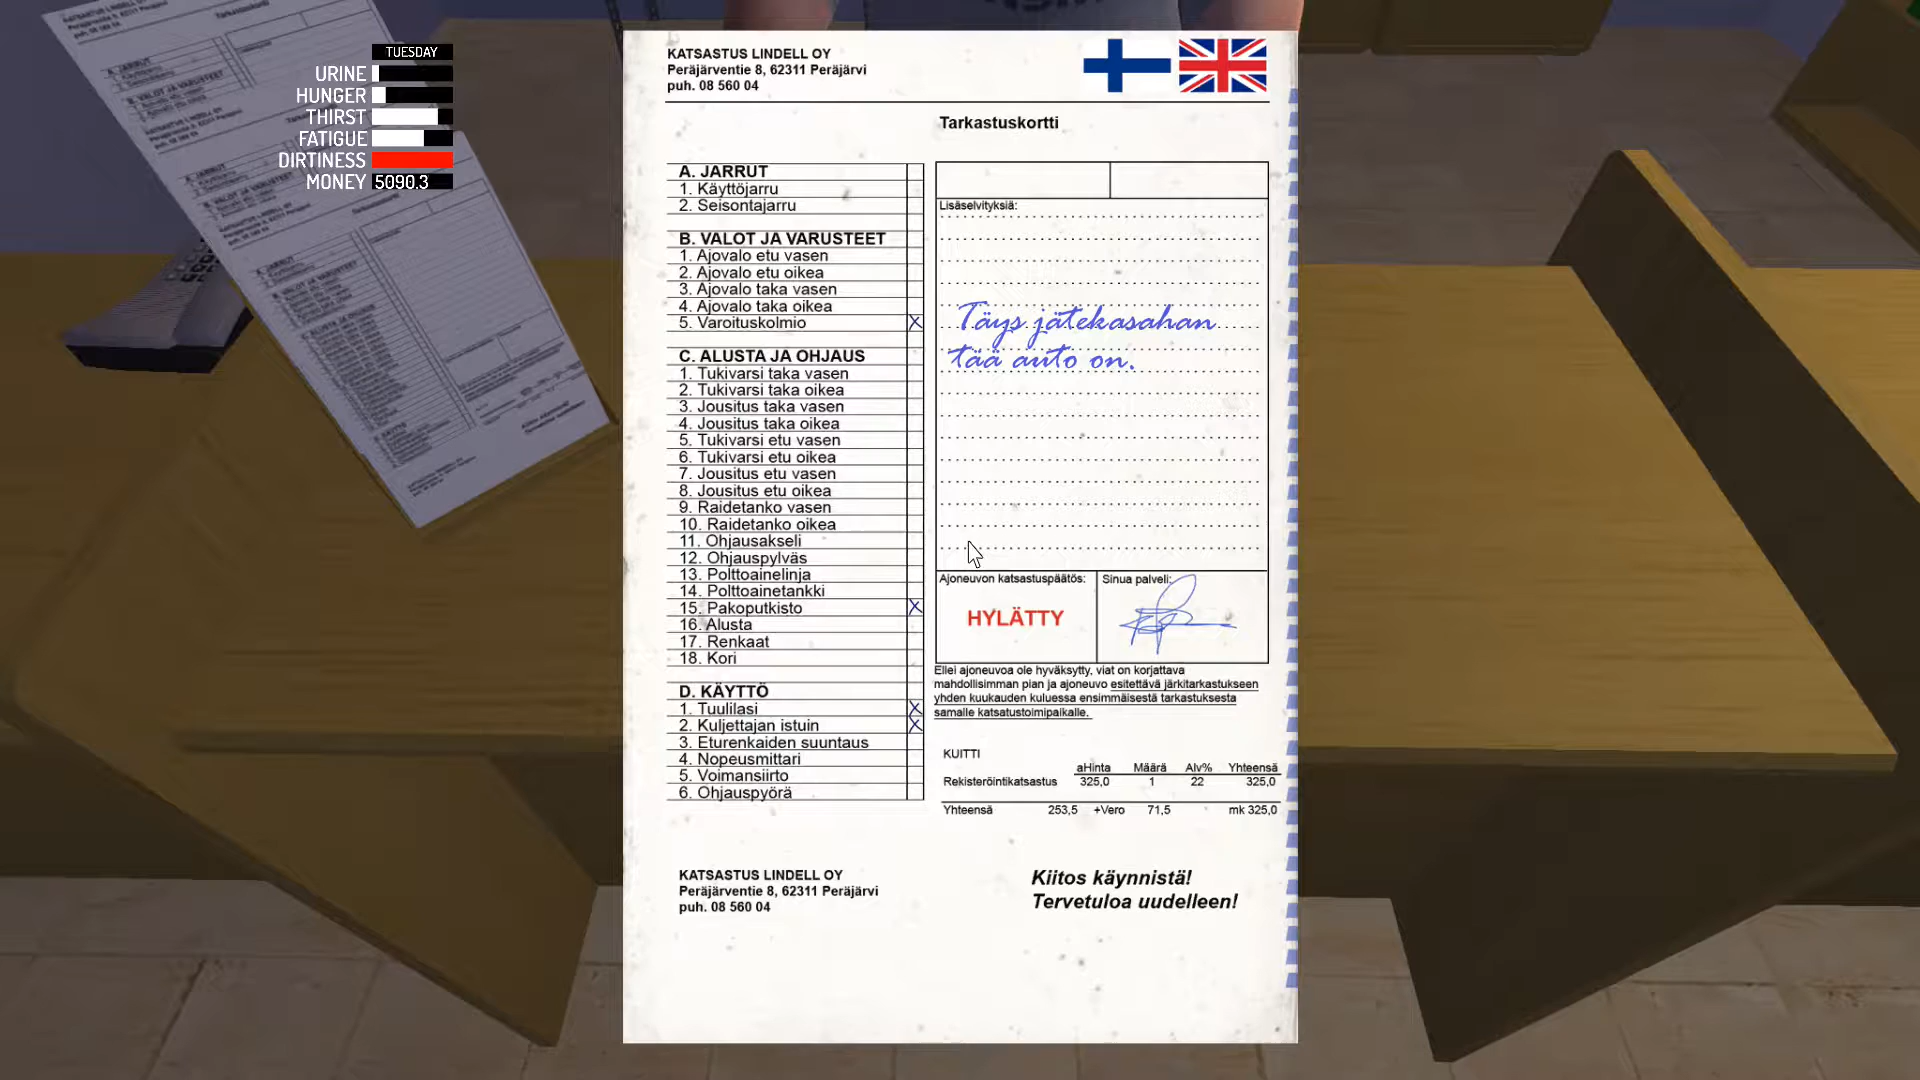 TUESDAY
URINE
HUNGER
THIRST
FATIGUE
DIRTINESS
MONEY 5090.3
KATSASTUS LINDELL OY
Peräjärventie 8, 62311 Peräjärvi
puh. 08 560 04
Tarkastuskortti
A. JARRUT
1. Käyttöjarru
2. Seisontajarru
B. VALOT JA VARUSTEET
1. Ajovalo etu vasen
2. Ajovalo etu oikea
3. Ajovalo taka vasen
4. Ajovalo taka oikea
5. Varoituskolmio X
C. ALUSTA JA OHJAUS
1. Tukivarsi taka vasen
2. Tukivarsi taka oikea
3. Jousitus taka vasen
4. Jousitus taka oikea
5. Tukivarsi etu vasen
6. Tukivarsi etu oikea
7. Jousitus etu vasen
8. Jousitus etu oikea
9. Raidetanko vasen
10. Raidetanko oikea
11. Ohjausakseli
12. Ohjauspylväs
13. Polttoainelinja
14. Polttoainetankki
15. Pakoputkisto X
16. Alusta
17. Renkaat
18. Kori
D. KÄYTTÖ
1. Tuulilasi X
2. Kuljettajan istuin X
3. Eturenkaiden suuntaus
4. Nopeusmittari
5. Voimansiirto
6. Ohjauspyörä
Lisäselvityksiä:
Täys jätekasahan
tää auto on.
Ajoneuvon katsastuspäätös:
HYLÄTTY
Sinua palveli:
Ellei ajoneuvoa ole hyväksytty, viat on korjattava
mahdollisimman pian ja ajoneuvo esitettävä järkitarkastukseen
yhden kuukauden kuluessa ensimmäisestä tarkastuksesta
samalle katsatustoimipaikalle.
KUITTI
aHinta Määrä Alv% Yhteensä
Rekisteröintikatsastus 325,0 1 22 325,0
Yhteensä 253,5 +Vero 71,5 mk 325,0
KATSASTUS LINDELL OY
Peräjärventie 8, 62311 Peräjärvi
puh. 08 560 04
Kiitos käynnistä!
Tervetuloa uudelleen!